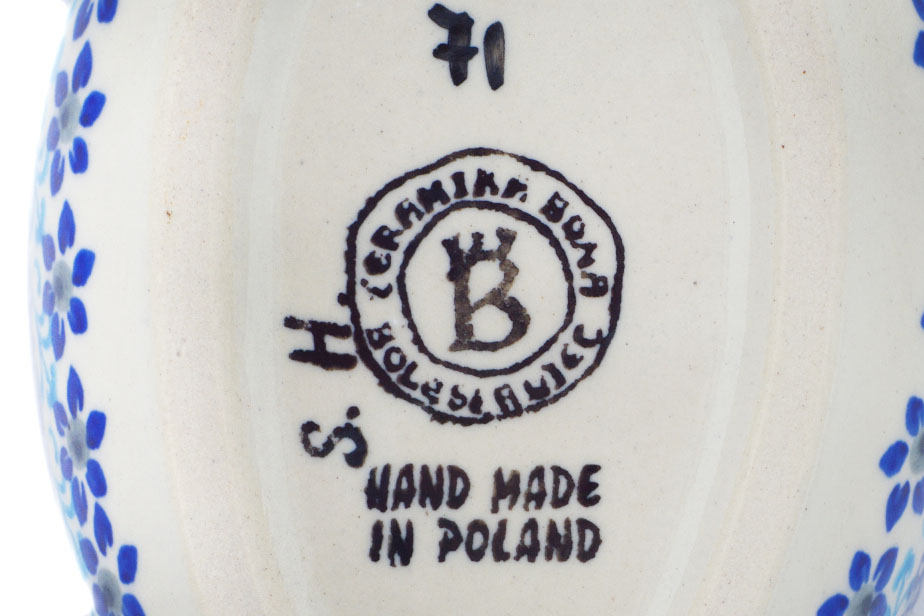 71
CERAMIKA BONA
BOLESŁAWIEC
B
S. H.
HAND MADE
IN POLAND